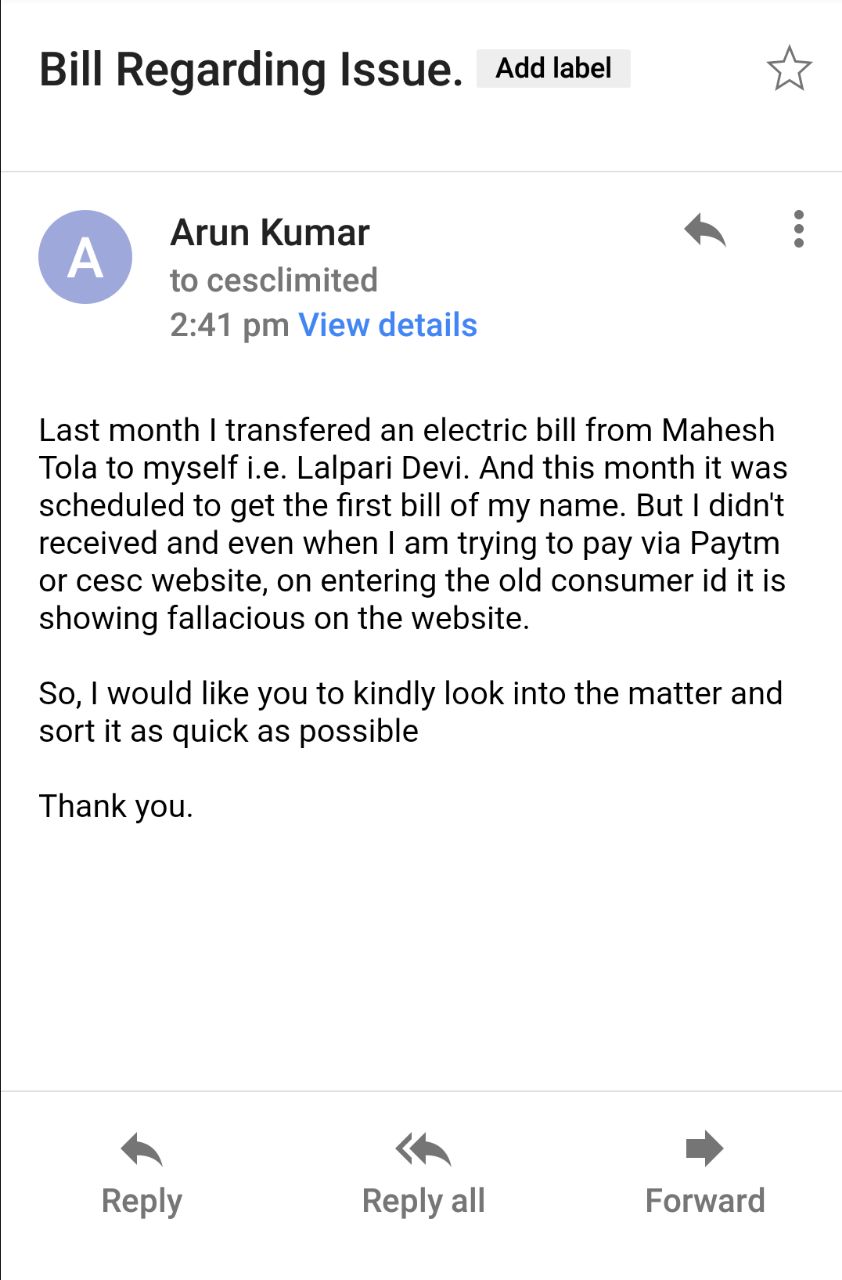 Bill Regarding Issue. Add label
A
Arun Kumar
to cesclimited
2:41 pm View details
Last month I transfered an electric bill from Mahesh
Tola to myself i.e. Lalpari Devi. And this month it was
scheduled to get the first bill of my name. But I didn't
received and even when I am trying to pay via Paytm
or cesc website, on entering the old consumer id it is
showing fallacious on the website.
So, I would like you to kindly look into the matter and
sort it as quick as possible
Thank you.
Reply Reply all Forward